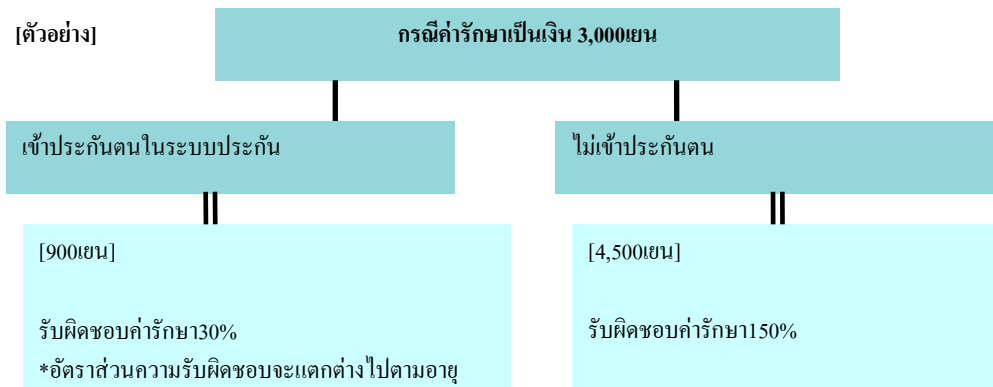 [ตัวอย่าง]
กรณีค่ารักษาเป็นเงิน 3,000เยน
เข้าประกันตนในระบบประกัน
ไม่เข้าประกันตน
[900เยน]
รับผิดชอบค่ารักษา30%
*อัตราส่วนความรับผิดชอบจะแตกต่างไปตามอายุ
[4,500เยน]
รับผิดชอบค่ารักษา150%